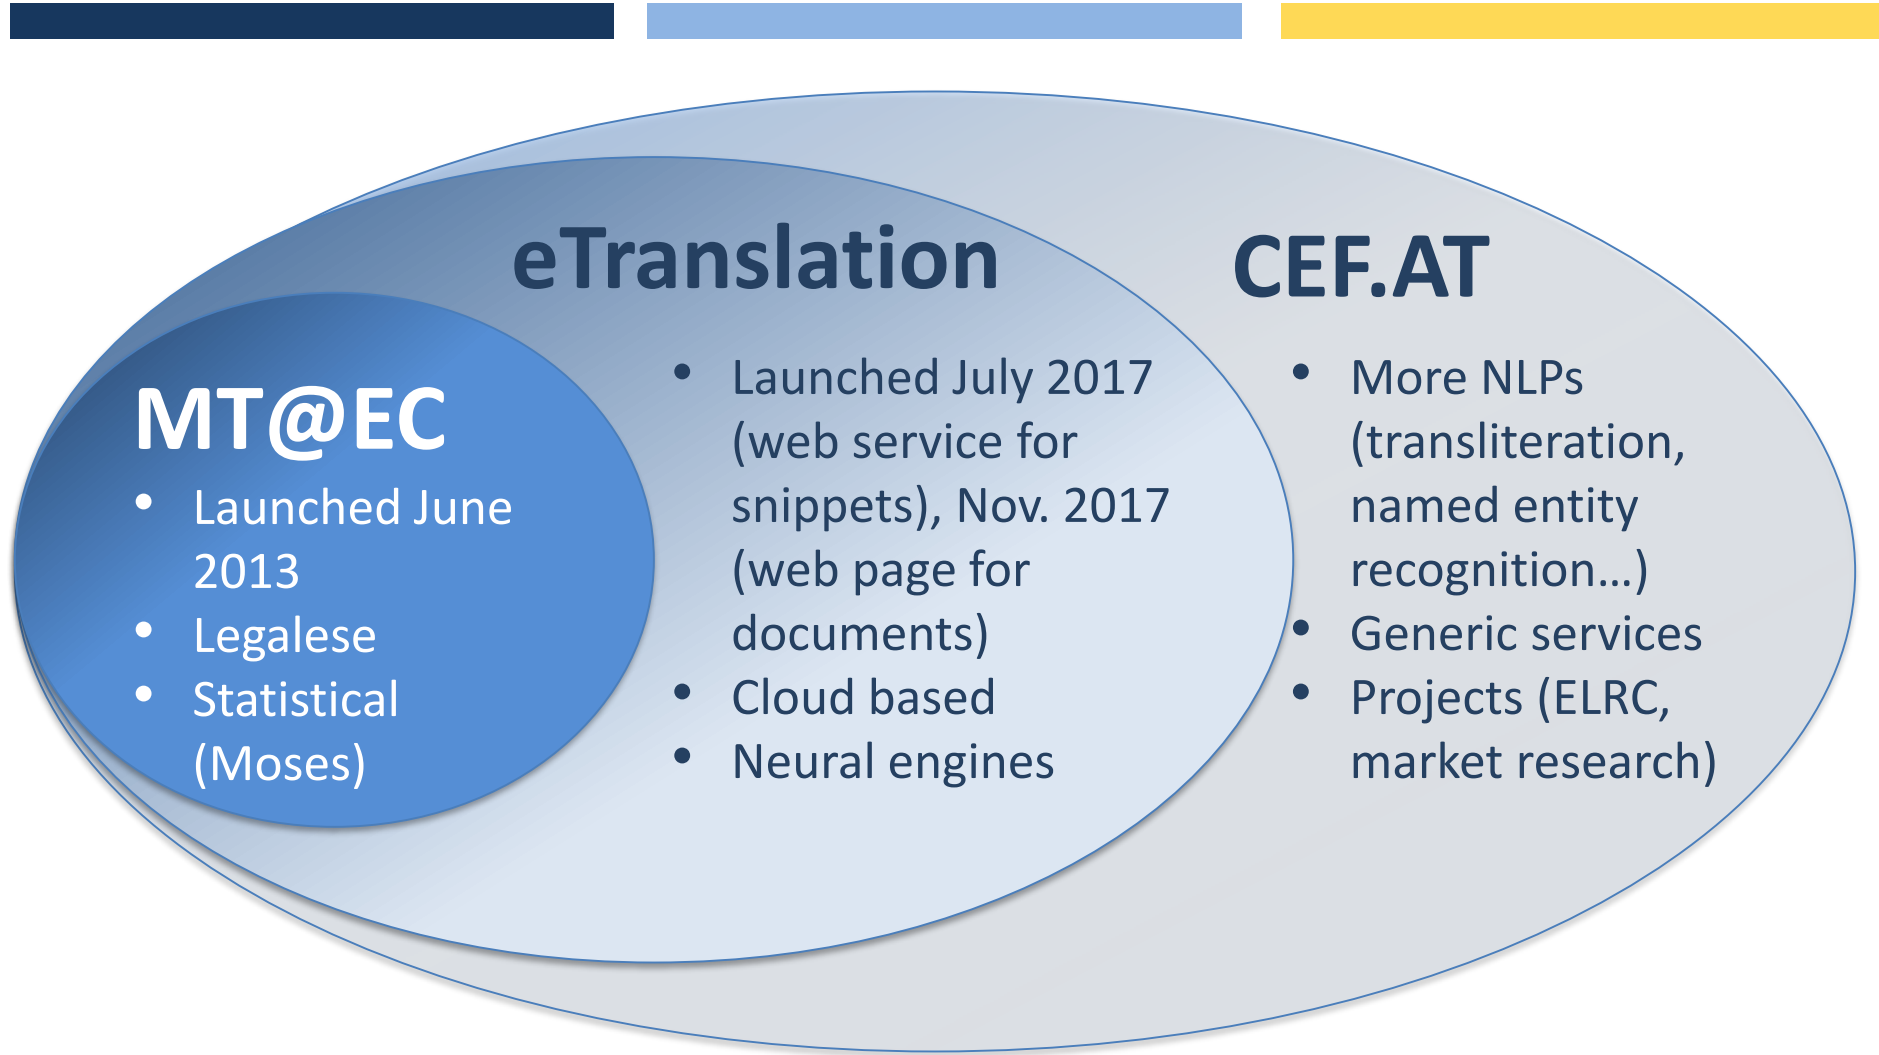 eTranslation
CEF.AT
MT@EC
• Launched June
2013
• Legalese
• Statistical
(Moses)
• Launched July 2017
(web service for
snippets), Nov. 2017
(web page for
documents)
• Cloud based
• Neural engines
• More NLPs
(transliteration,
named entity
recognition…)
• Generic services
• Projects (ELRC,
market research)